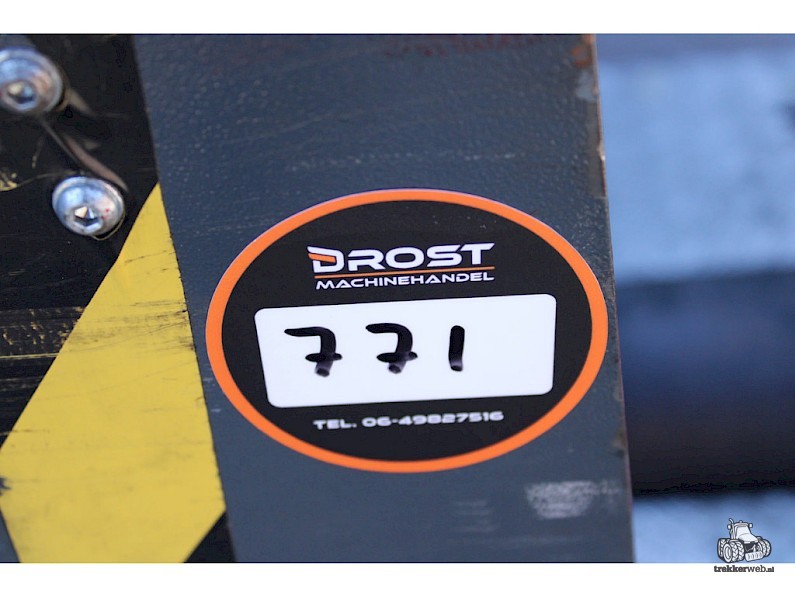 DROST
MACHINEHANDEL
771
TEL. 06-49827516
trekkerweb.nl